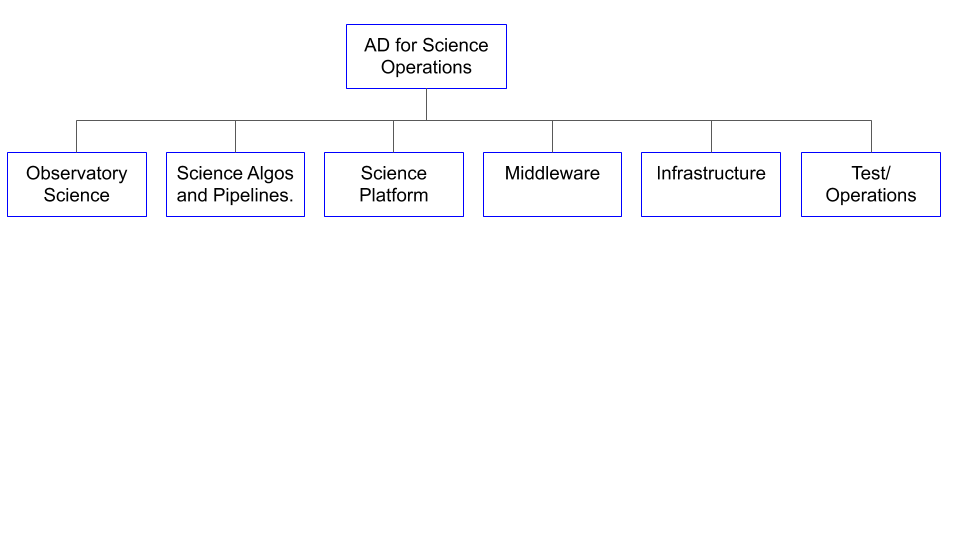 AD for Science
Operations
Observatory
Science
Science Algos
and Pipelines.
Science
Platform
Middleware
Infrastructure
Test/
Operations